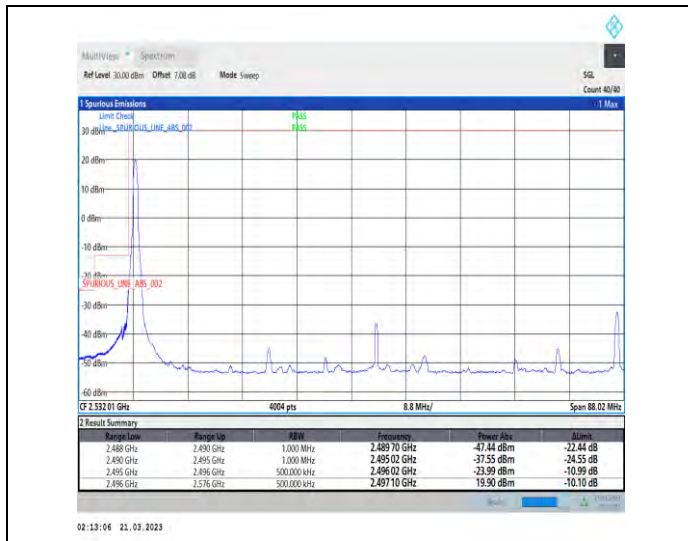 MultiView Spectrum
Ref Level 30.00 dBm Offset 7.08 dB Mode Sweep SGL
Count 40/40
1 Spurious Emissions 1 Max
Limit Check PASS
Line _SPURIOUS_LINE_ABS_002 PASS
30 dBm
20 dBm
10 dBm
0 dBm
-10 dBm
-20 dBm
SPURIOUS_LINE_ABS_002
-30 dBm
-40 dBm
-50 dBm
-60 dBm
CF 2.532 01 GHz 4004 pts 8.8 MHz/ Span 88.02 MHz
2 Result Summary
Range Low Range Up RBW Frequency Power Abs ΔLimit
2.488 GHz 2.490 GHz 1.000 MHz 2.489 70 GHz -47.44 dBm -22.44 dB
2.490 GHz 2.495 GHz 1.000 MHz 2.495 02 GHz -37.55 dBm -24.55 dB
2.495 GHz 2.496 GHz 500.000 kHz 2.496 02 GHz -23.99 dBm -10.99 dB
2.496 GHz 2.576 GHz 500.000 kHz 2.497 10 GHz 19.90 dBm -10.10 dB
02:13:06 21.03.2023